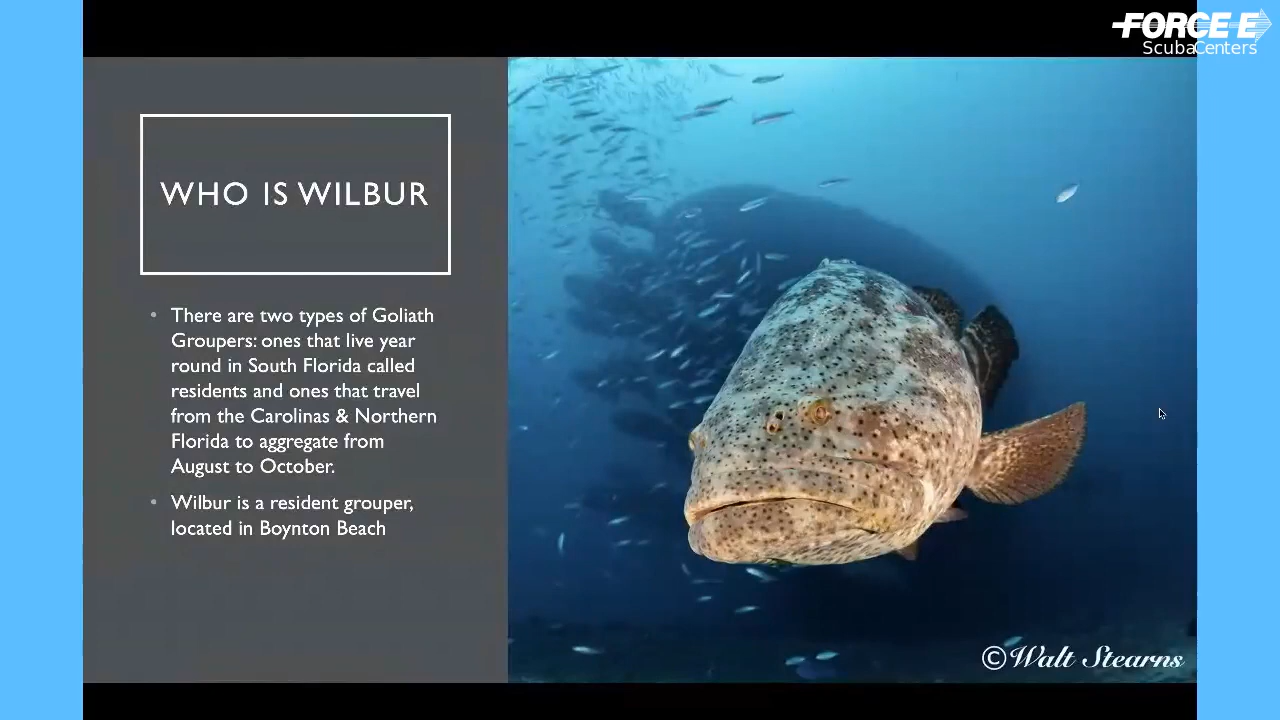 FORCE E
ScubaCenters
WHO IS WILBUR
• There are two types of Goliath
Groupers: ones that live year
round in South Florida called
residents and ones that travel
from the Carolinas & Northern
Florida to aggregate from
August to October.
• Wilbur is a resident grouper,
located in Boynton Beach
©Walt Stearns